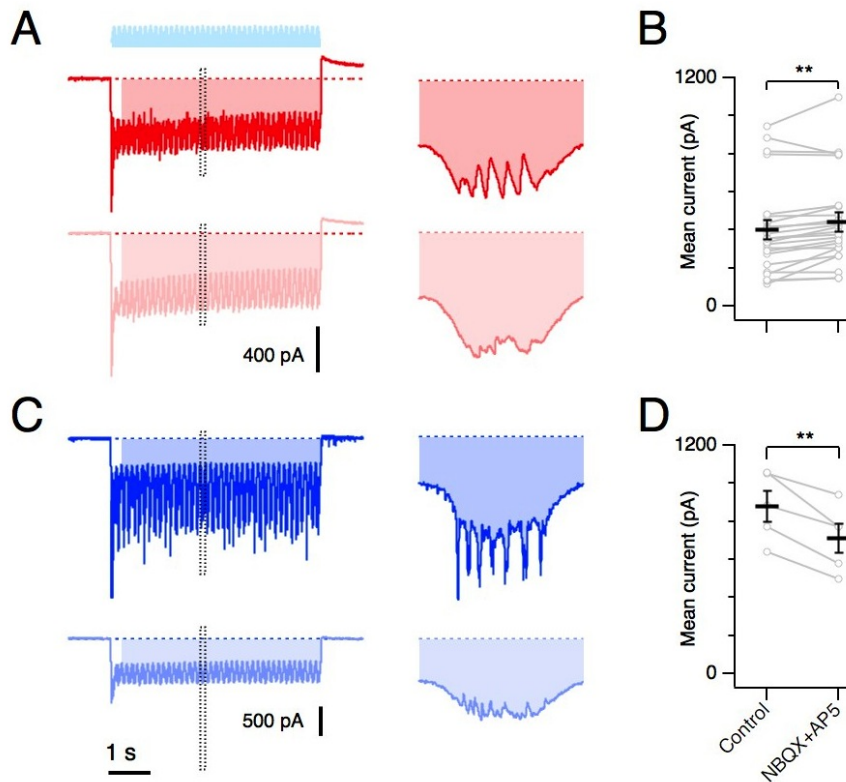 A
B
1200
**
Mean current (pA)
0
400 pA
C
D
1200
**
Mean current (pA)
0
500 pA
1 s
Control
NBQX+AP5